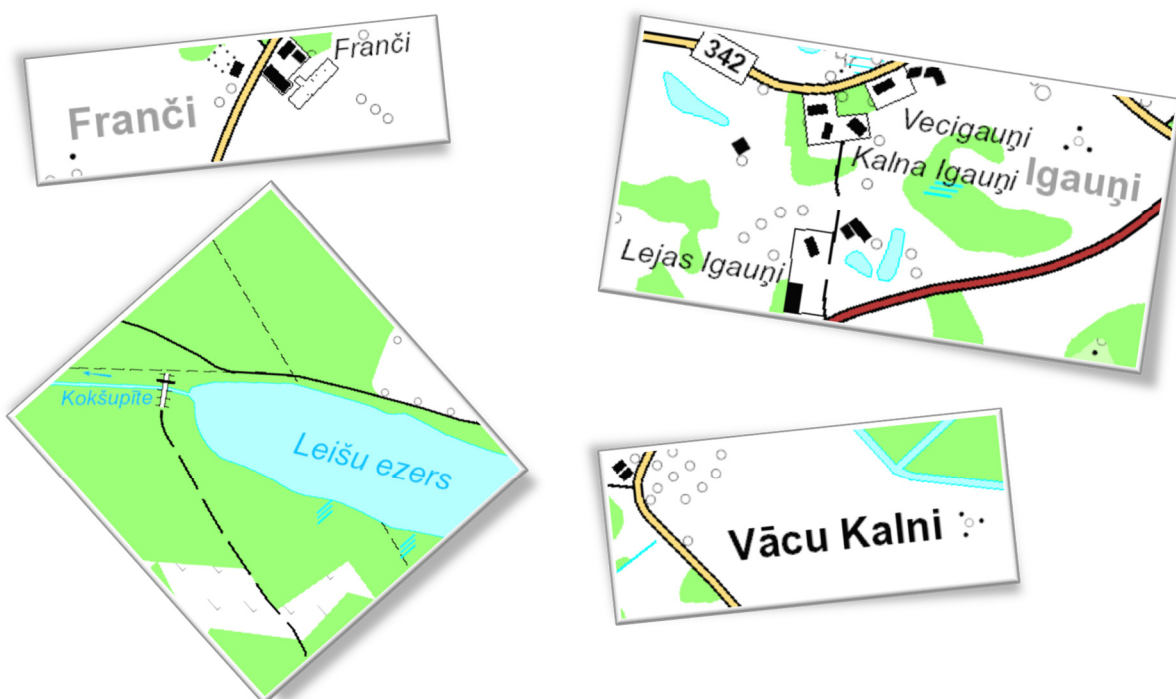 Franči
Franči
342
Vecigauņi
Kalna Igauņi
Igauņi
Lejas Igauņi
Kokšupīte
Leišu ezers
Vācu Kalni